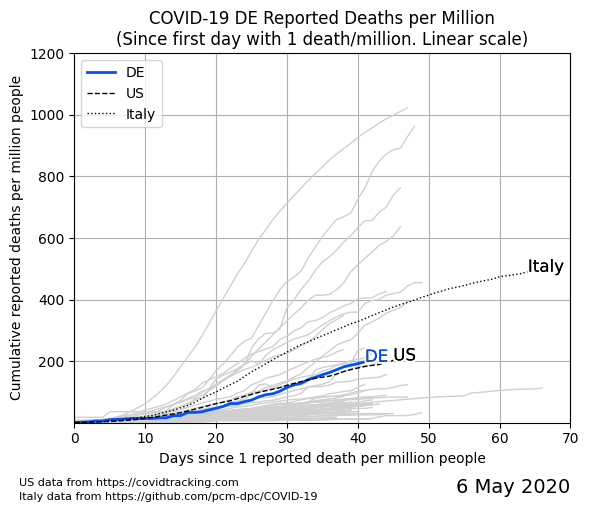 COVID-19 DE Reported Deaths per Million
(Since first day with 1 death/million. Linear scale)
Cumulative reported deaths per million people
1200
1000
800
600
400
200
DE
US
Italy
Italy
DE
US
0
10
20
30
40
50
60
70
Days since 1 reported death per million people
US data from https://covidtracking.com
Italy data from https://github.com/pcm-dpc/COVID-19
6 May 2020